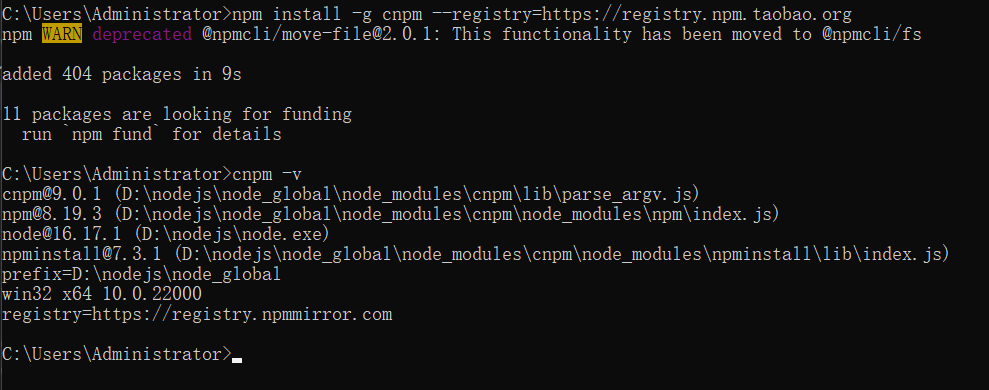 C:\Users\Administrator>npm install -g cnpm --registry=https://registry.npm.taobao.org
npm WARN deprecated @npmcli/move-file@2.0.1: This functionality has been moved to @npmcli/fs
added 404 packages in 9s
11 packages are looking for funding
  run `npm fund` for details
C:\Users\Administrator>cnpm -v
cnpm@9.0.1 (D:\nodejs\node_global\node_modules\cnpm\lib\parse_argv.js)
npm@8.19.3 (D:\nodejs\node_global\node_modules\cnpm\node_modules\npm\index.js)
node@16.17.1 (D:\nodejs\node.exe)
npminstall@7.3.1 (D:\nodejs\node_global\node_modules\cnpm\node_modules\npminstall\lib\index.js)
prefix=D:\nodejs\node_global
win32 x64 10.0.22000
registry=https://registry.npmmirror.com
C:\Users\Administrator>